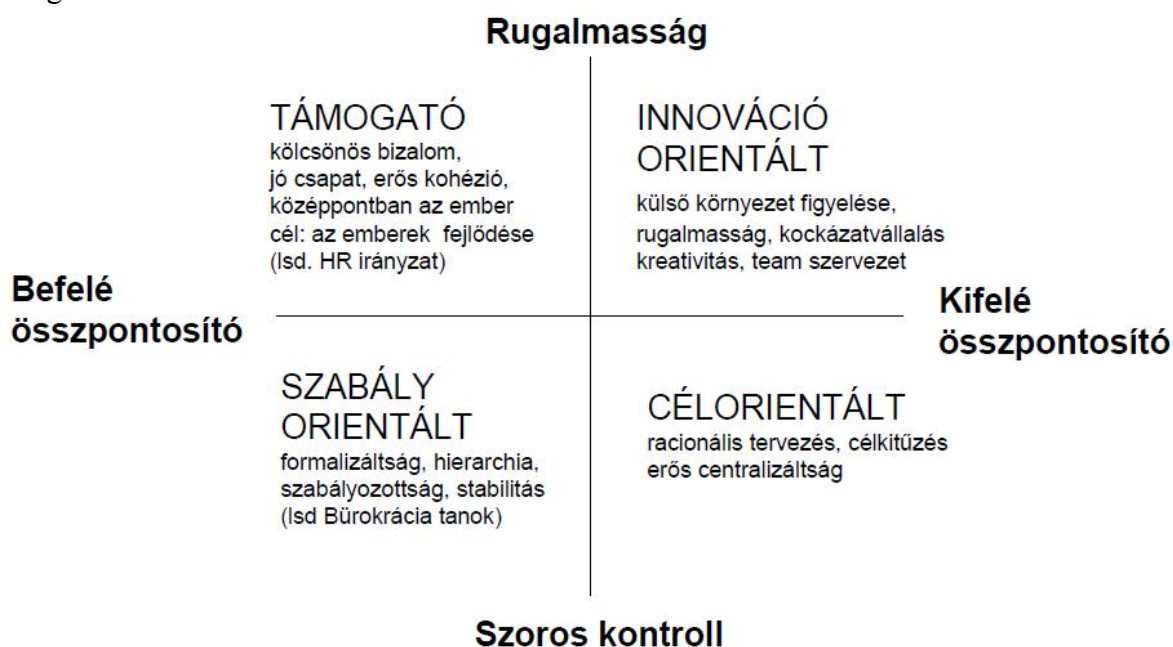 Rugalmasság
TÁMOGATÓ
kölcsönös bizalom,
jó csapat, erős kohézió,
középpontban az ember
cél: az emberek fejlődése
(lsd. HR irányzat)
INNOVÁCIÓ
ORIENTÁLT
külső környezet figyelése,
rugalmasság, kockázatvállalás
kreativitás, team szervezet
Befelé
összpontosító
Kifelé
összpontosító
SZABÁLY
ORIENTÁLT
formalizáltság, hierarchia,
szabályozottság, stabilitás
(lsd Bürokrácia tanok)
CÉLORIENTÁLT
racionális tervezés, célkitűzés
erős centralizáltság
Szoros kontroll